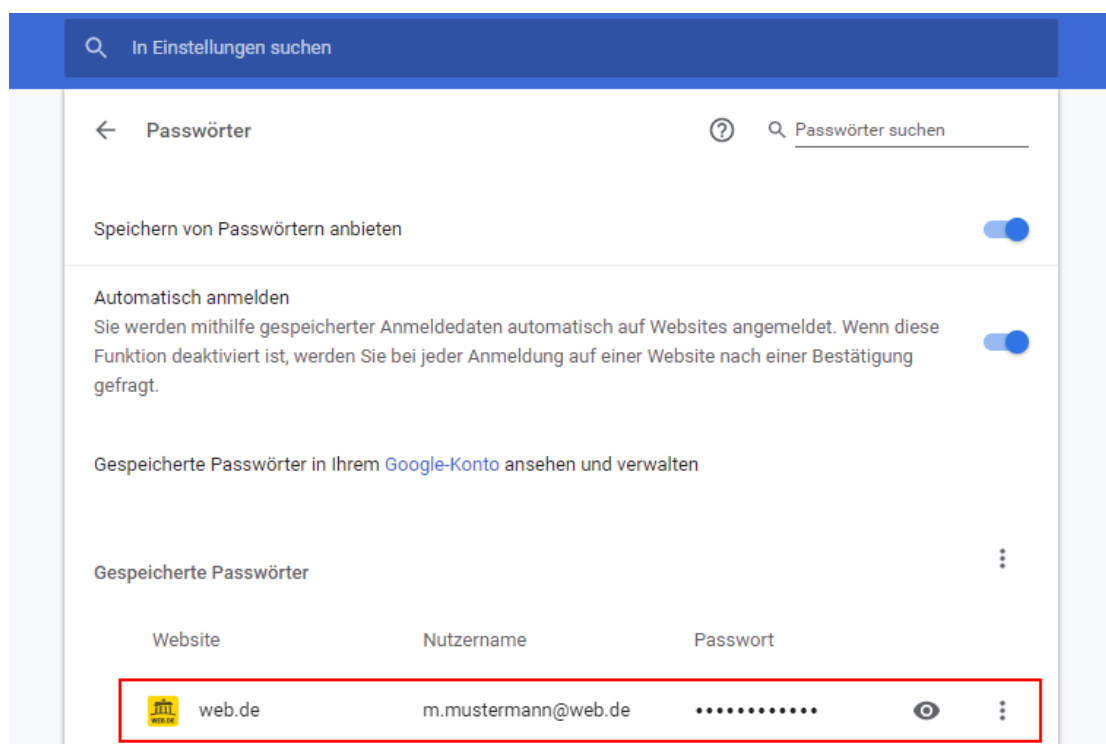 In Einstellungen suchen
Passwörter
Passwörter suchen
Speichern von Passwörtern anbieten
Automatisch anmelden
Sie werden mithilfe gespeicherter Anmeldedaten automatisch auf Websites angemeldet. Wenn diese
Funktion deaktiviert ist, werden Sie bei jeder Anmeldung auf einer Website nach einer Bestätigung
gefragt.
Gespeicherte Passwörter in Ihrem Google-Konto ansehen und verwalten
Gespeicherte Passwörter
Website Nutzername Passwort
WEB.DE web.de m.mustermann@web.de ••••••••••••